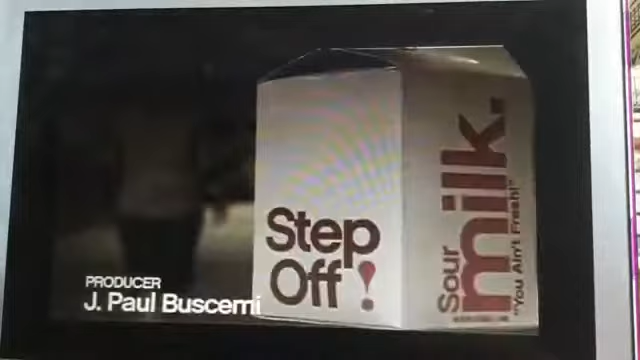 Step
Off!
Sour
milk.
"You Ain't Fresh!"
PRODUCER
J. Paul Buscemi